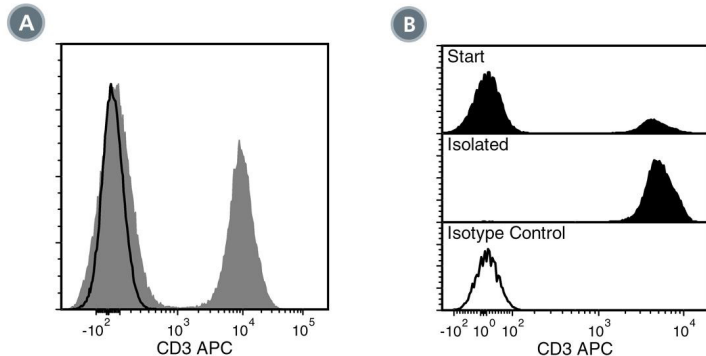 A
B
Start
Isolated
Isotype Control
-10² 10³ 10⁴ 10⁵
CD3 APC
-10² 10⁰ 10² 10³ 10⁴
CD3 APC